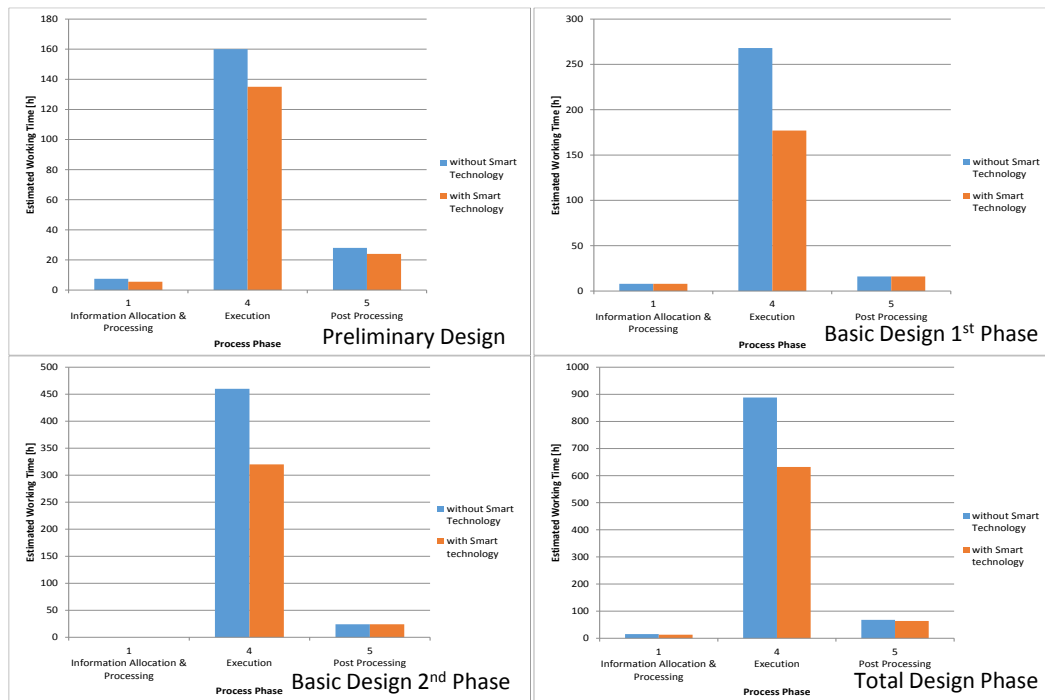 180
160
140
120
100
80
60
40
20
0
Estimated Working Time [h]
1
4
5
Information Allocation &
Processing
Execution
Post Processing
Process Phase
without Smart
Technology
with Smart
Technology
Preliminary Design
300
250
200
150
100
50
0
Estimated Working Time [h]
1
4
5
Information Allocation &
Processing
Execution
Post Processing
Process Phase
without Smart
Technology
with Smart
Technology
Basic Design 1st Phase
500
450
400
350
300
250
200
150
100
50
0
Estimated Working Time [h]
1
4
5
Information Allocation &
Processing
Execution
Post Processing
Process Phase
without Smart
Technology
with Smart
technology
Basic Design 2nd Phase
1000
900
800
700
600
500
400
300
200
100
0
Estimated Working Time [h]
1
4
5
Information Allocation &
Processing
Execution
Post Processing
Process Phase
without Smart
Technology
with Smart
technology
Total Design Phase